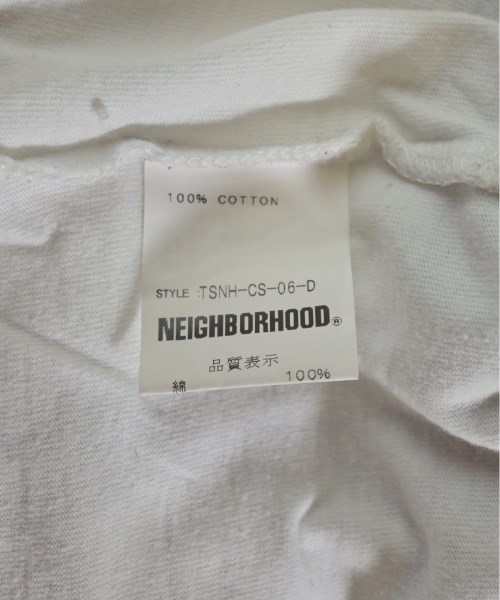 100% COTTON
STYLE :TSNH-CS-06-D
NEIGHBORHOOD®
品質表示
綿 100%